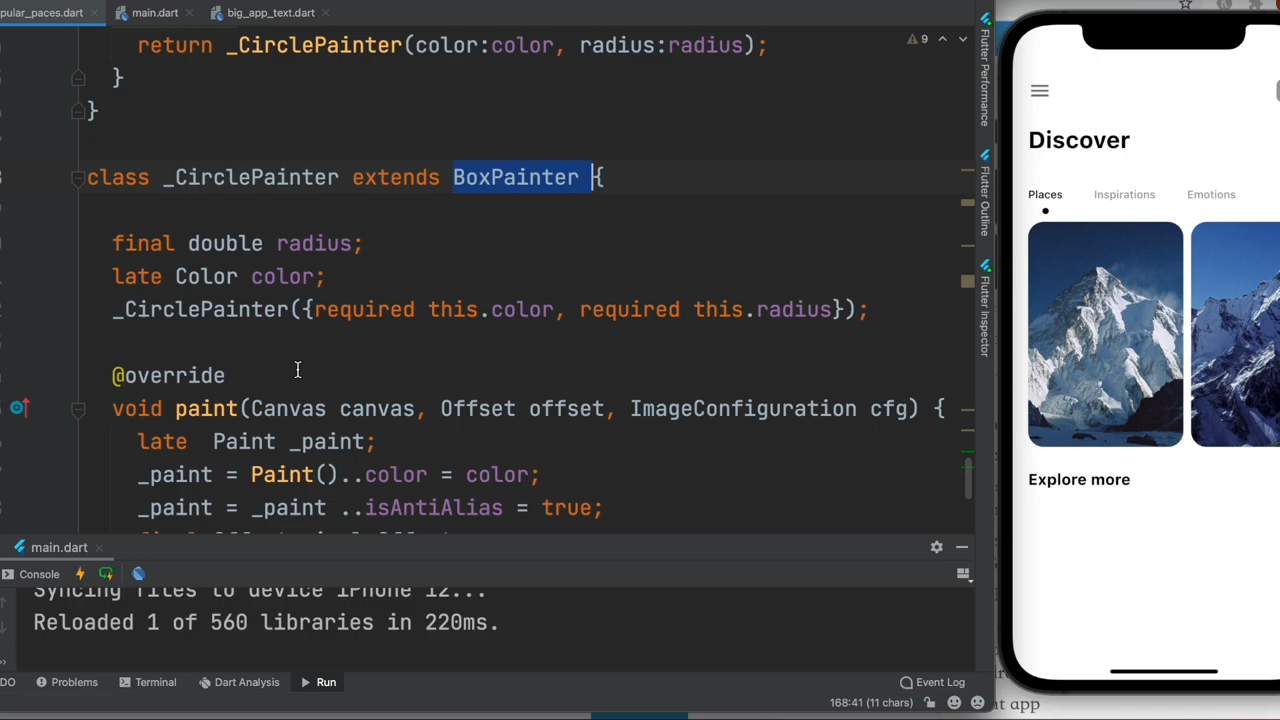 pular_paces.dart
main.dart
big_app_text.dart
return _CirclePainter(color:color, radius:radius);
9
}
}
class _CirclePainter extends BoxPainter {
final double radius;
late Color color;
_CirclePainter({required this.color, required this.radius});
@override
void paint(Canvas canvas, Offset offset, ImageConfiguration cfg) {
late  Paint _paint;
_paint = Paint()..color = color;
_paint = _paint ..isAntiAlias = true;
Flutter Performance
Flutter Outline
Flutter Inspector
main.dart
Console
Syncing files to device iPhone 12...
Reloaded 1 of 560 libraries in 220ms.
DO
Problems
Terminal
Dart Analysis
Run
Event Log
168:41 (11 chars)
Discover
Places
Inspirations
Emotions
Explore more
nt app